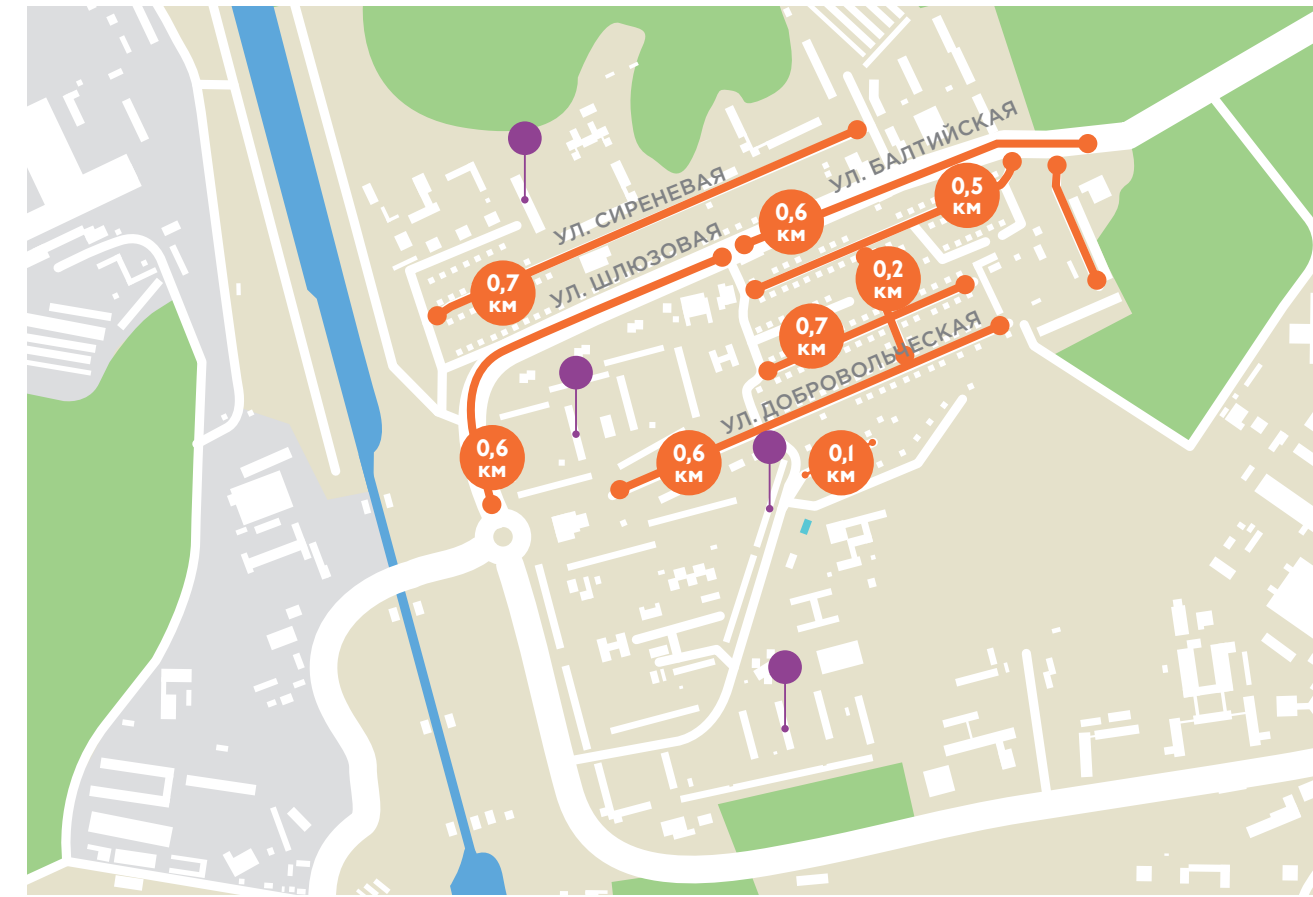 УЛ. БАЛТИЙСКАЯ
УЛ. СИРЕНЕВАЯ
0,5
КМ
0,6
КМ
УЛ. ШЛЮЗОВАЯ
0,7
КМ
0,2
КМ
0,7
КМ
УЛ. ДОБРОВОЛЬЧЕСКАЯ
0,6
КМ
0,6
КМ
0,1
КМ